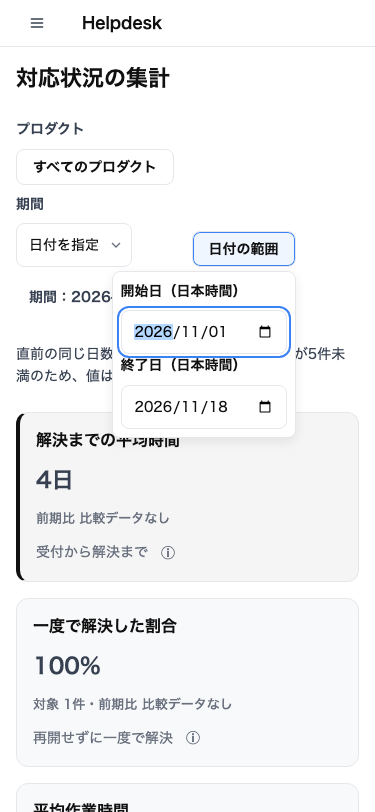 Helpdesk
対応状況の集計
プロダクト
すべてのプロダクト
期間
日付を指定
日付の範囲
期間：2026
開始日（日本時間）
2026/11/01
直前の同じ日数
が5件未
満のため、値は
終了日（日本時間）
2026/11/18
解決までの平均時間
4日
前期比 比較データなし
受付から解決まで
一度で解決した割合
100%
対象 1件・前期比 比較データなし
再開せずに一度で解決
平均作業時間